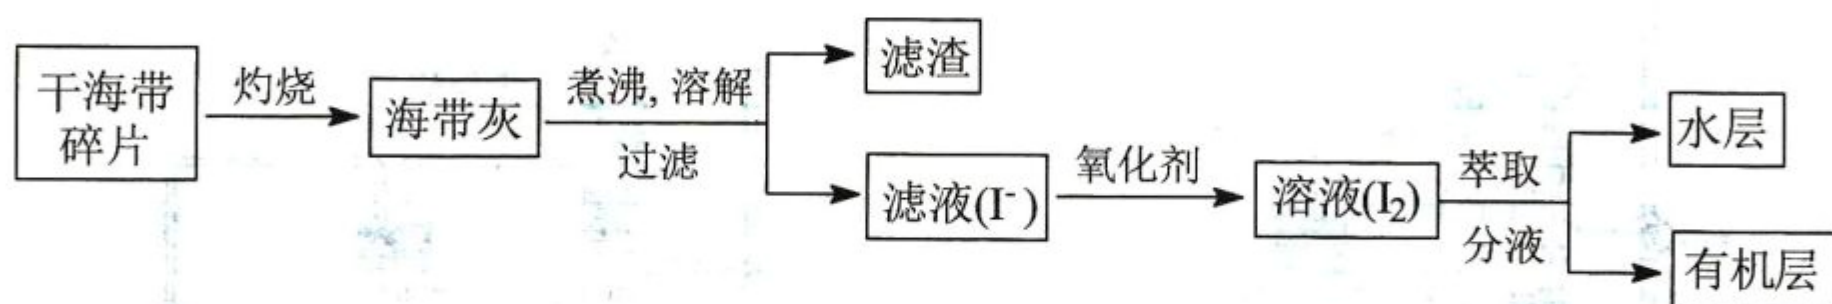 干海带
碎片
灼烧
海带灰
煮沸, 溶解
过滤
滤渣
滤液(I⁻)
氧化剂
溶液(I₂)
萃取
分液
水层
有机层